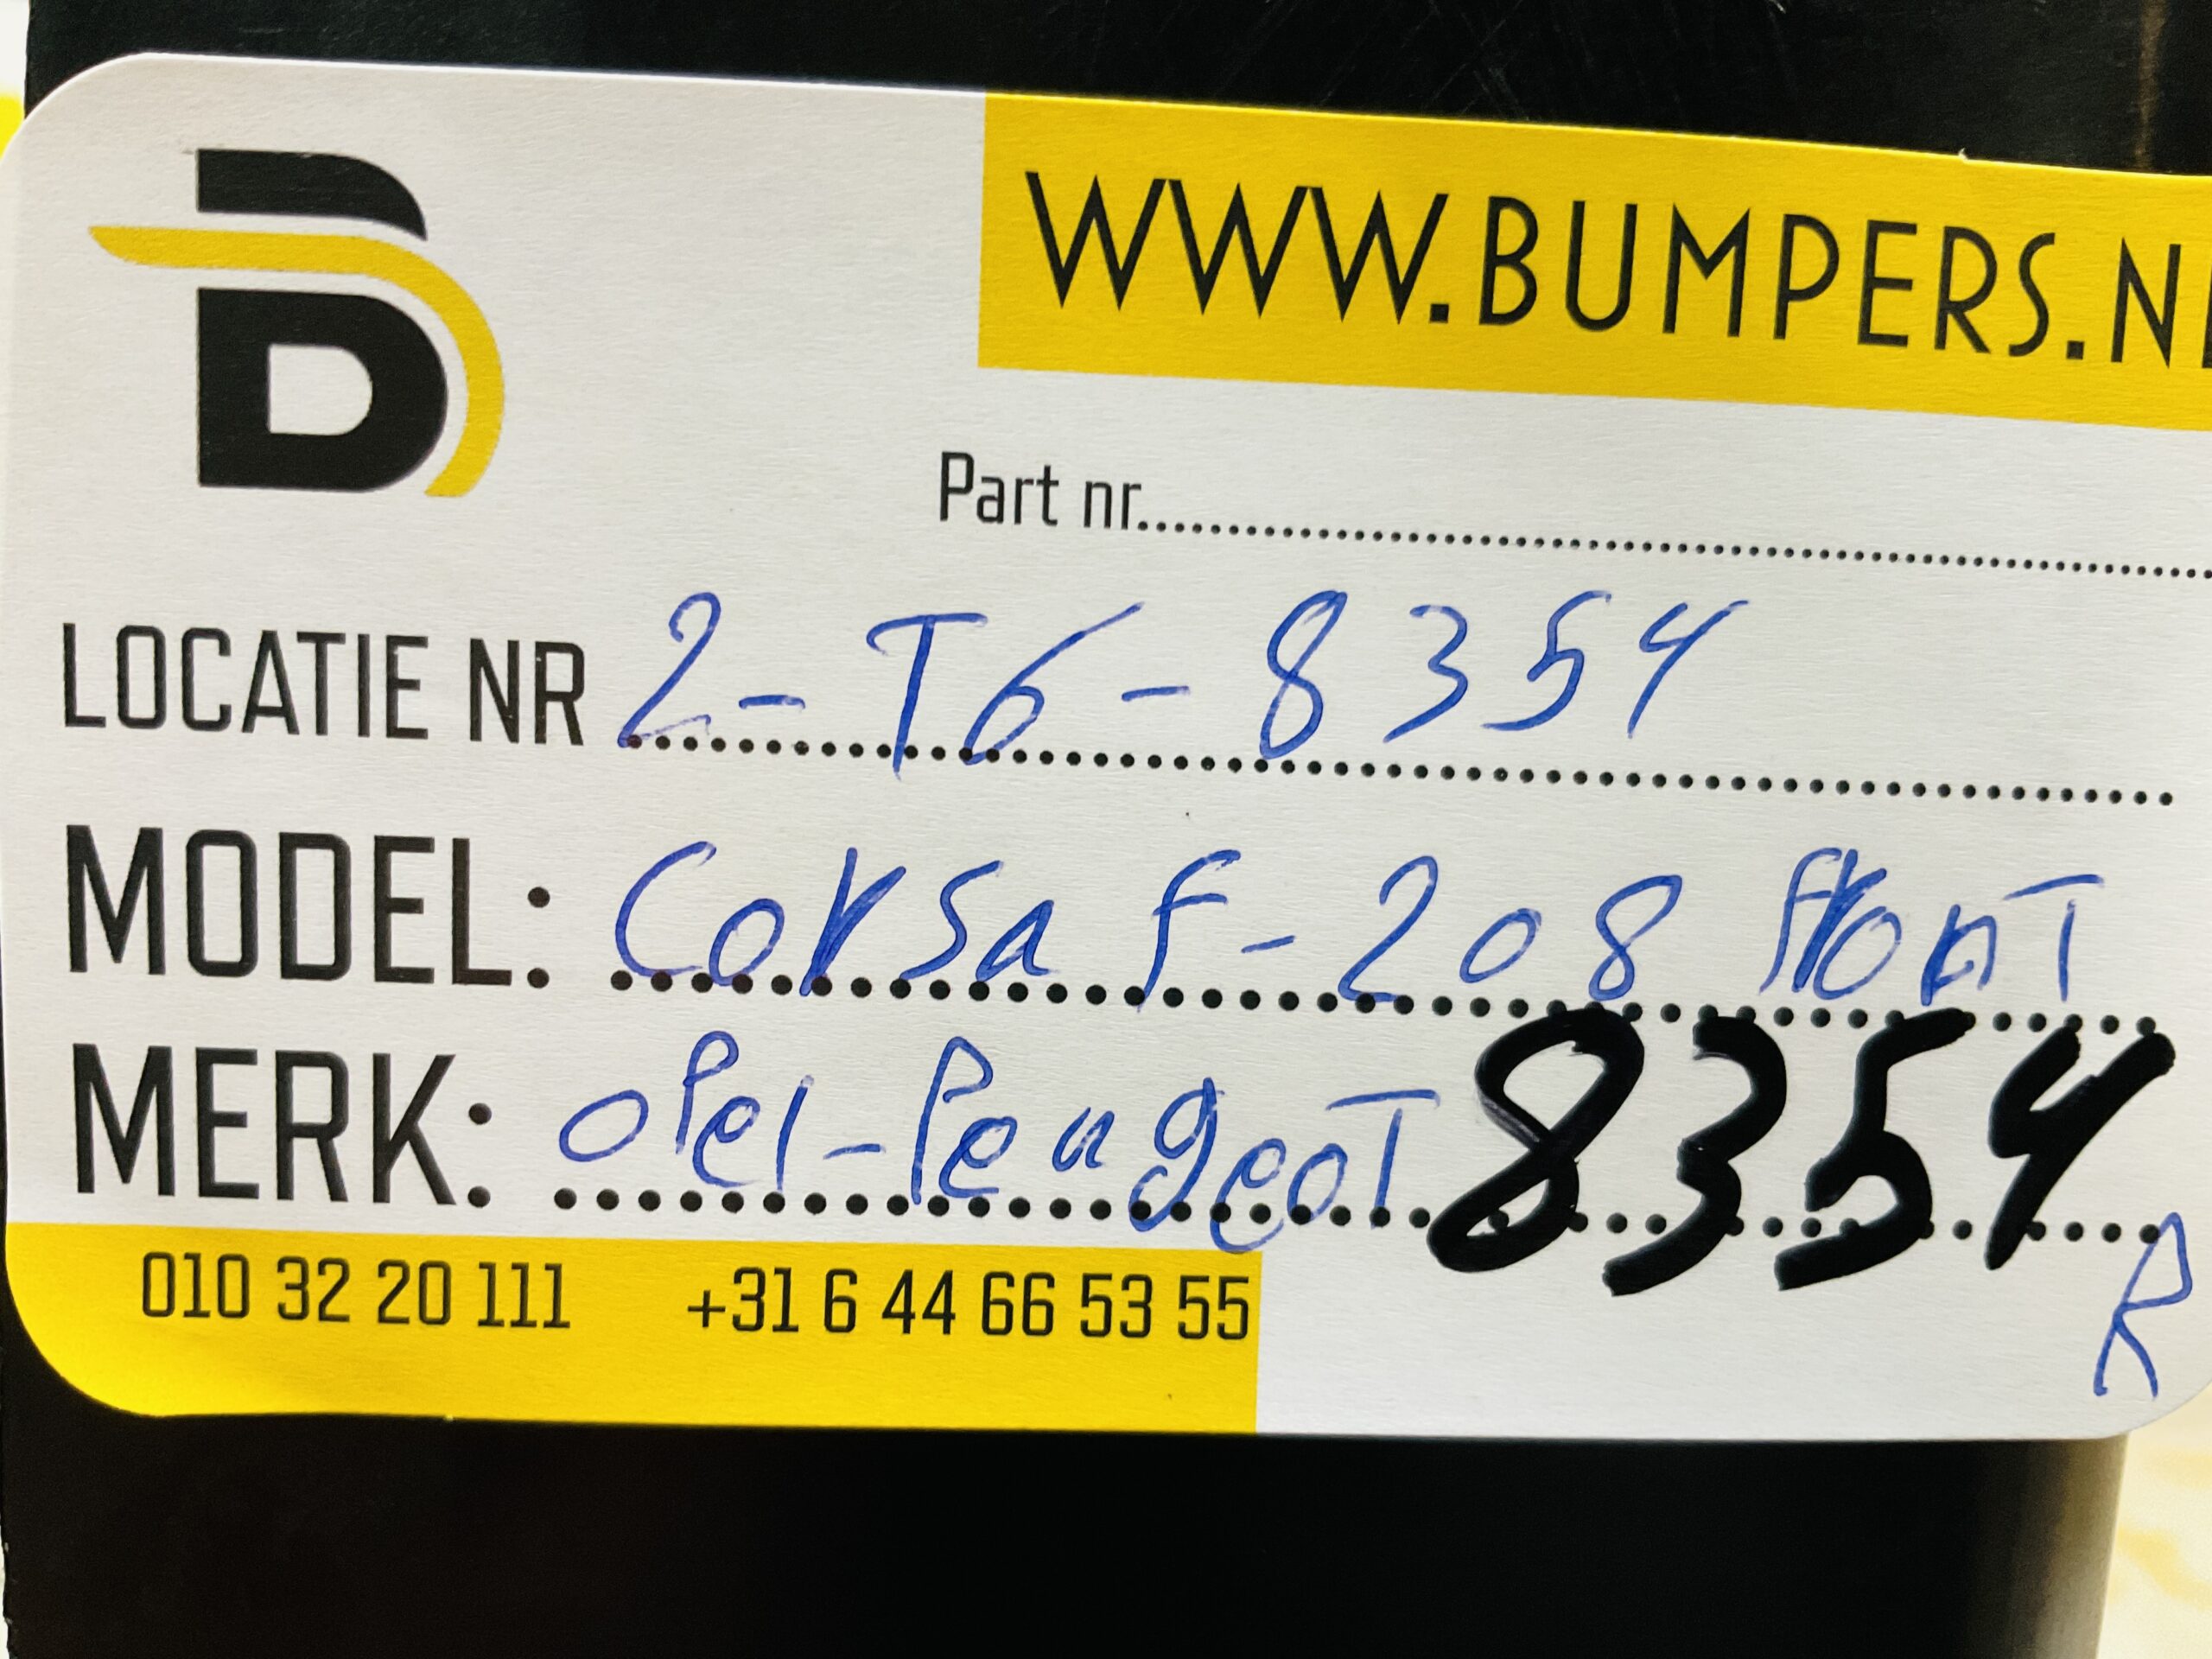 B
WWW.BUMPERS.NL
Part nr.
LOCATIE NR 2-T6-8354
MODEL: Corsa F-208 front
MERK: opel-Peugeot 8354
R
010 32 20 111 +31 6 44 66 53 55